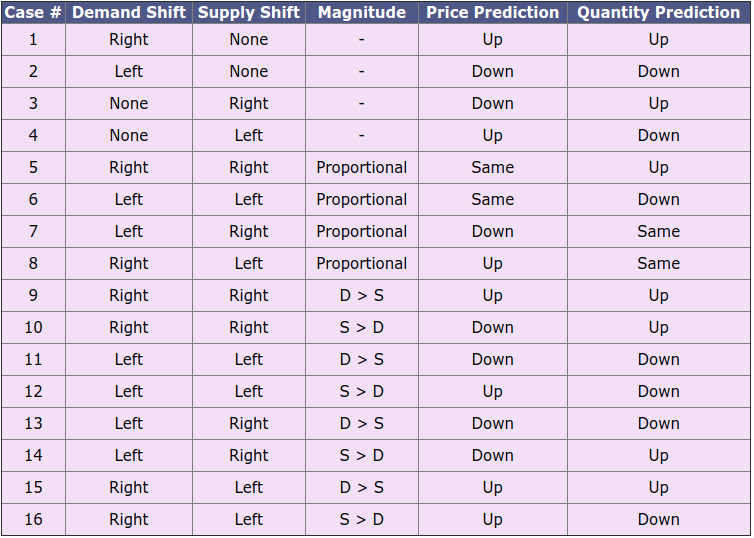 Case # Demand Shift Supply Shift Magnitude Price Prediction Quantity Prediction
1 Right None - Up Up
2 Left None - Down Down
3 None Right - Down Up
4 None Left - Up Down
5 Right Right Proportional Same Up
6 Left Left Proportional Same Down
7 Left Right Proportional Down Same
8 Right Left Proportional Up Same
9 Right Right D > S Up Up
10 Right Right S > D Down Up
11 Left Left D > S Down Down
12 Left Left S > D Up Down
13 Left Right D > S Down Down
14 Left Right S > D Down Up
15 Right Left D > S Up Up
16 Right Left S > D Up Down